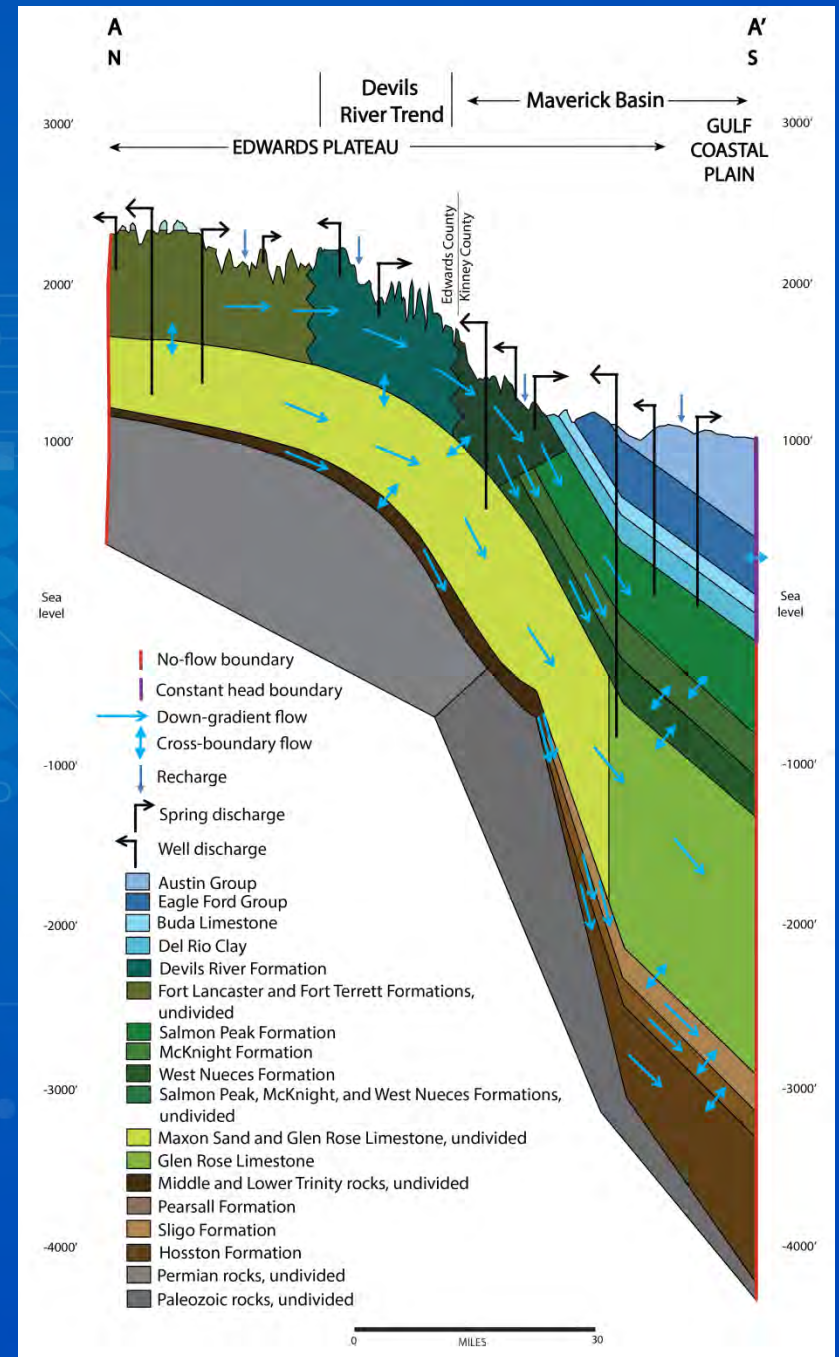 A
N
A'
S
Devils
River Trend
Maverick Basin
3000'
3000'
EDWARDS PLATEAU
GULF
COASTAL
PLAIN
Edwards County
Kinney County
2000'
2000'
1000'
1000'
Sea
level
Sea
level
No-flow boundary
Constant head boundary
Down-gradient flow
Cross-boundary flow
-1000'
-1000'
Recharge
Spring discharge
Well discharge
Austin Group
Eagle Ford Group
Buda Limestone
-2000'
-2000'
Del Rio Clay
Devils River Formation
Fort Lancaster and Fort Terrett Formations,
undivided
Salmon Peak Formation
McKnight Formation
West Nueces Formation
-3000'
-3000'
Salmon Peak, McKnight, and West Nueces Formations,
undivided
Maxon Sand and Glen Rose Limestone, undivided
Glen Rose Limestone
Middle and Lower Trinity rocks, undivided
Pearsall Formation
Sligo Formation
-4000'
-4000'
Hosston Formation
Permian rocks, undivided
Paleozoic rocks, undivided
0
MILES
30